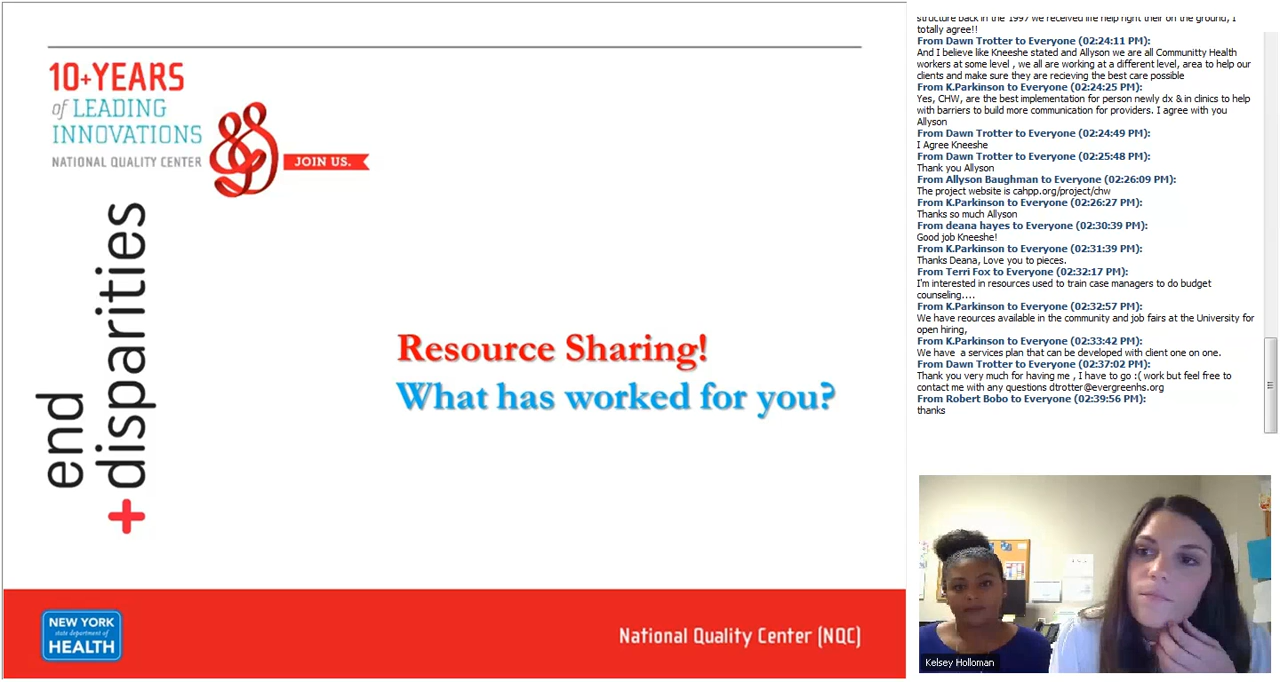 10+YEARS
of LEADING
INNOVATIONS
NATIONAL QUALITY CENTER
JOIN US.
end
+disparities
Resource Sharing!
What has worked for you?
NEW YORK
state department of
HEALTH
National Quality Center (NQC)
structure back in the 1997 we received life help right their on the ground, I
totally agree!!
From Dawn Trotter to Everyone (02:24:11 PM):
And I believe like Kneeshe stated and Allyson we are all Communitty Health
workers at some level , we all are working at a different level, area to help our
clients and make sure they are recieving the best care possible
From K.Parkinson to Everyone (02:24:25 PM):
Yes, CHW, are the best implementation for person newly dx & in clinics to help
with barriers to build more communication for providers. I agree with you
Allyson
From Dawn Trotter to Everyone (02:24:49 PM):
I Agree Kneeshe
From Dawn Trotter to Everyone (02:25:48 PM):
Thank you Allyson
From Allyson Baughman to Everyone (02:26:09 PM):
The project website is cahpp.org/project/chw
From K.Parkinson to Everyone (02:26:27 PM):
Thanks so much Allyson
From deana hayes to Everyone (02:30:39 PM):
Good job Kneeshe!
From K.Parkinson to Everyone (02:31:39 PM):
Thanks Deana, Love you to pieces.
From Terri Fox to Everyone (02:32:17 PM):
I'm interested in resources used to train case managers to do budget
counseling....
From K.Parkinson to Everyone (02:32:57 PM):
We have reources available in the community and job fairs at the University for
open hiring,
From K.Parkinson to Everyone (02:33:42 PM):
We have a services plan that can be developed with client one on one.
From Dawn Trotter to Everyone (02:37:02 PM):
Thank you very much for having me , I have to go :( work but feel free to
contact me with any questions dtrotter@evergreenhs.org
From Robert Bobo to Everyone (02:39:56 PM):
thanks
Kelsey Holloman